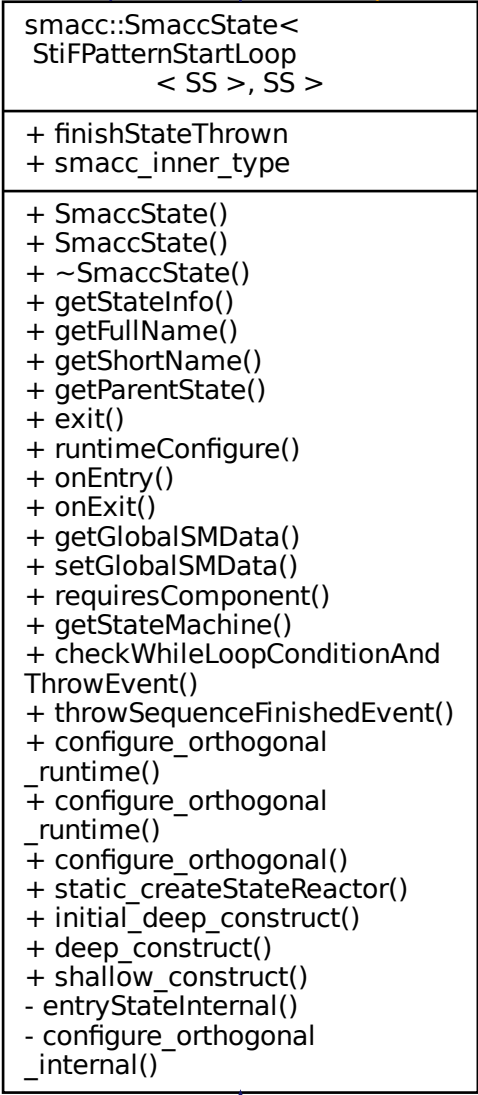 smacc::SmaccState<
StiFPatternStartLoop
< SS >, SS >
+ finishStateThrown
+ smacc_inner_type
+ SmaccState()
+ SmaccState()
+ ~SmaccState()
+ getStateInfo()
+ getFullName()
+ getShortName()
+ getParentState()
+ exit()
+ runtimeConfigure()
+ onEntry()
+ onExit()
+ getGlobalSMData()
+ setGlobalSMData()
+ requiresComponent()
+ getStateMachine()
+ checkWhileLoopConditionAnd
ThrowEvent()
+ throwSequenceFinishedEvent()
+ configure_orthogonal
_runtime()
+ configure_orthogonal
_runtime()
+ configure_orthogonal()
+ static_createStateReactor()
+ initial_deep_construct()
+ deep_construct()
+ shallow_construct()
- entryStateInternal()
- configure_orthogonal
_internal()